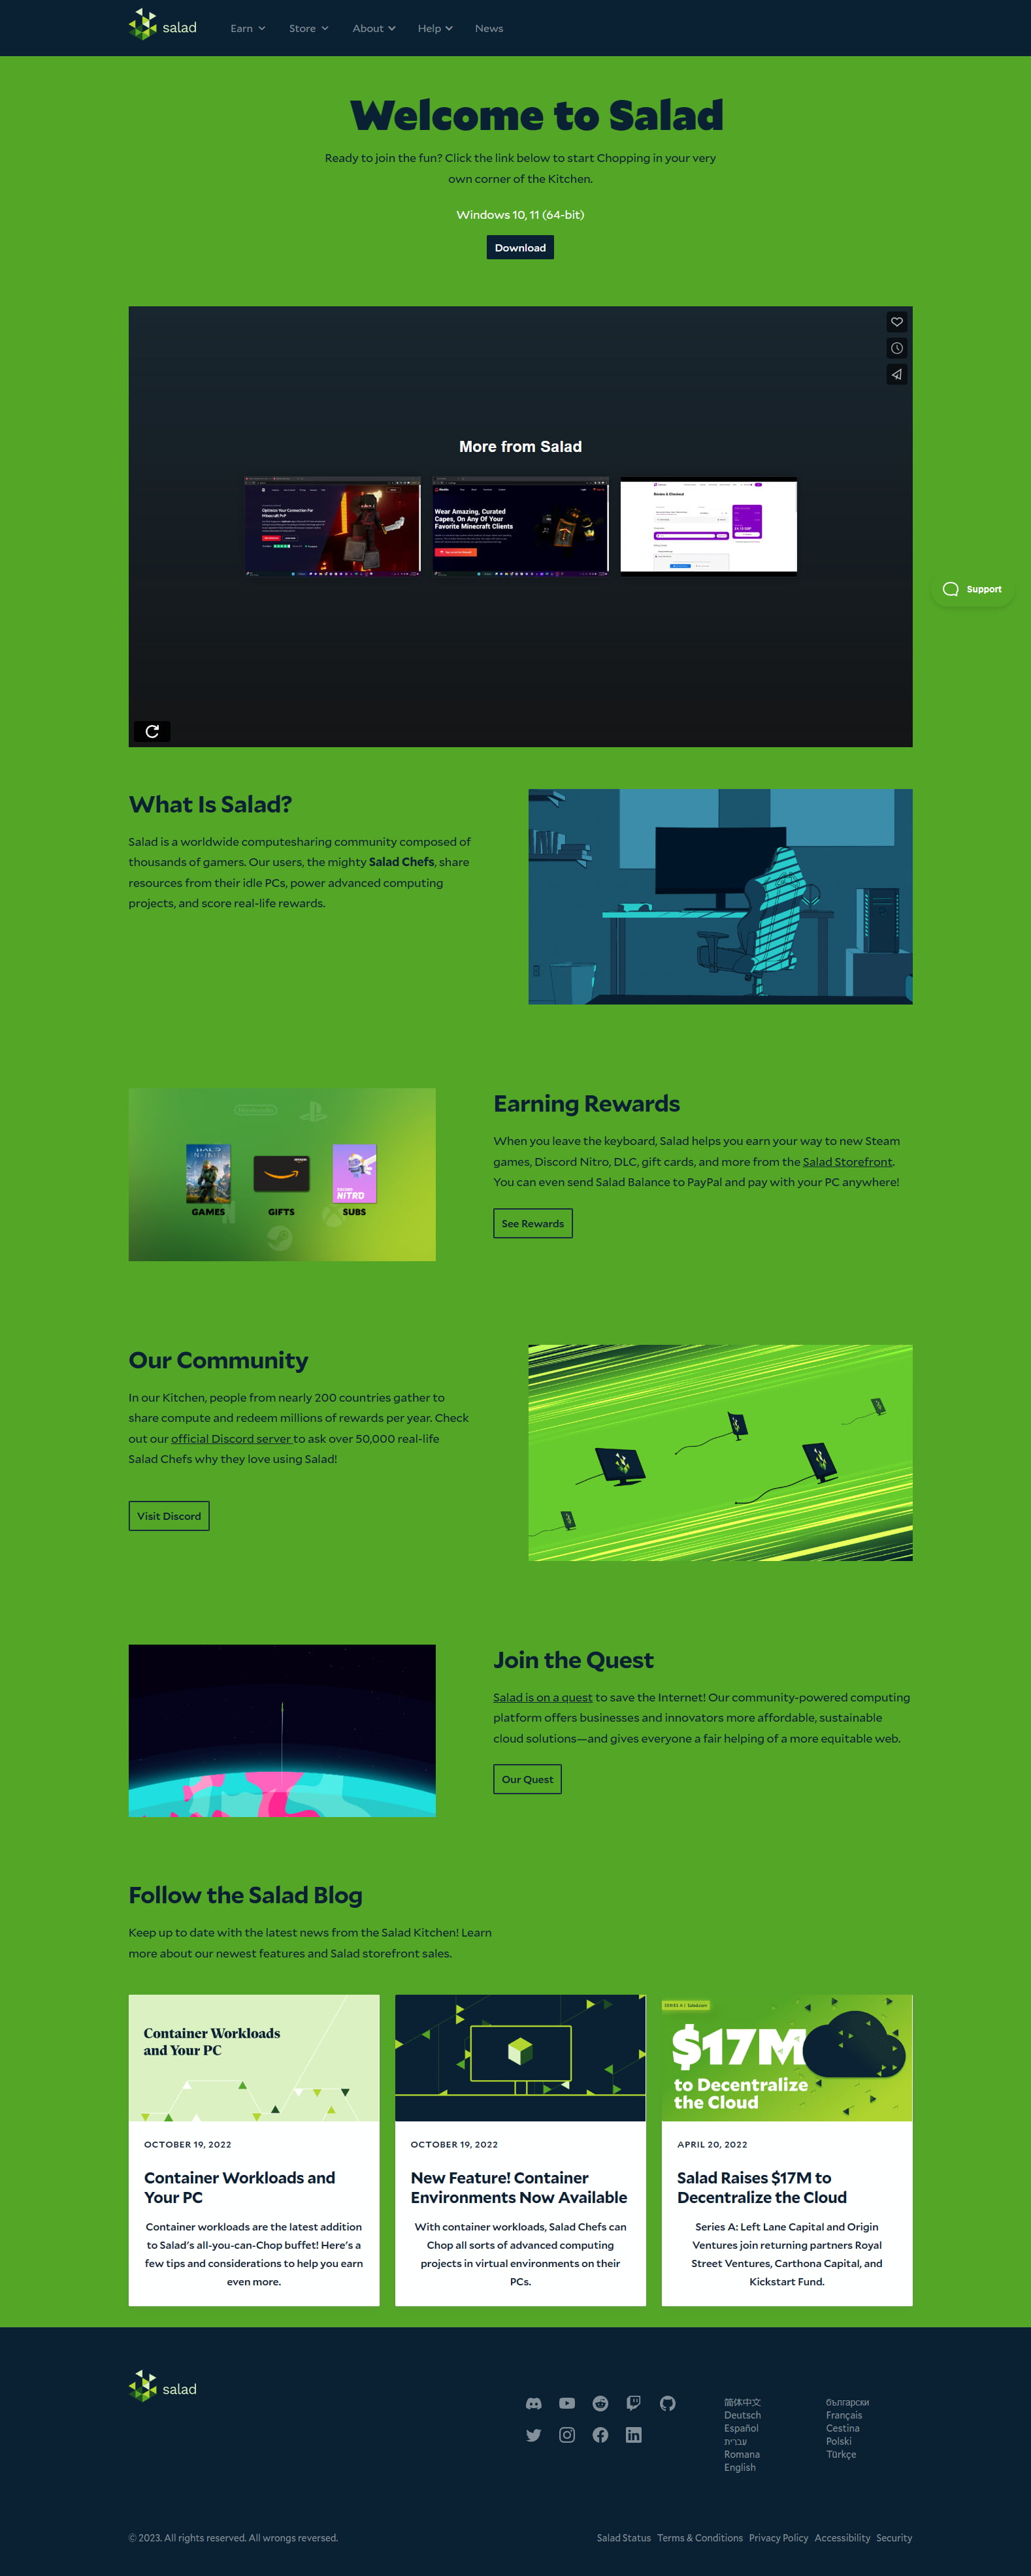 salad
Earn
Store
About
Help
News
Welcome to Salad
Ready to join the fun? Click the link below to start Chopping in your very
own corner of the Kitchen.
Windows 10, 11 (64-bit)
Download
More from Salad
Optimize Your Connection For
Minecraft PvP
Wear Amazing, Curated
Capes, On Any Of Your
Favorite Minecraft Clients
Review & Checkout
Support
What Is Salad?
Salad is a worldwide computesharing community composed of
thousands of gamers. Our users, the mighty Salad Chefs, share
resources from their idle PCs, power advanced computing
projects, and score real-life rewards.
Nintendo
HALO
INFINITE
amazon
DISCORD
NITRO
GAMES
GIFTS
SUBS
Earning Rewards
When you leave the keyboard, Salad helps you earn your way to new Steam
games, Discord Nitro, DLC, gift cards, and more from the Salad Storefront.
You can even send Salad Balance to PayPal and pay with your PC anywhere!
See Rewards
Our Community
In our Kitchen, people from nearly 200 countries gather to
share compute and redeem millions of rewards per year. Check
out our official Discord server to ask over 50,000 real-life
Salad Chefs why they love using Salad!
Visit Discord
Join the Quest
Salad is on a quest to save the Internet! Our community-powered computing
platform offers businesses and innovators more affordable, sustainable
cloud solutions—and gives everyone a fair helping of a more equitable web.
Our Quest
Follow the Salad Blog
Keep up to date with the latest news from the Salad Kitchen! Learn
more about our newest features and Salad storefront sales.
Container Workloads
and Your PC
OCTOBER 19, 2022
Container Workloads and
Your PC
Container workloads are the latest addition
to Salad's all-you-can-Chop buffet! Here's a
few tips and considerations to help you earn
even more.
OCTOBER 19, 2022
New Feature! Container
Environments Now Available
With container workloads, Salad Chefs can
Chop all sorts of advanced computing
projects in virtual environments on their
PCs.
SERIES A / Salad.com
$17M
to Decentralize
the Cloud
APRIL 20, 2022
Salad Raises $17M to
Decentralize the Cloud
Series A: Left Lane Capital and Origin
Ventures join returning partners Royal
Street Ventures, Carthona Capital, and
Kickstart Fund.
salad
简体中文
Deutsch
Español
עברית
Romana
English
български
Français
Cestina
Polski
Türkçe
© 2023. All rights reserved. All wrongs reversed.
Salad Status Terms & Conditions Privacy Policy Accessibility Security